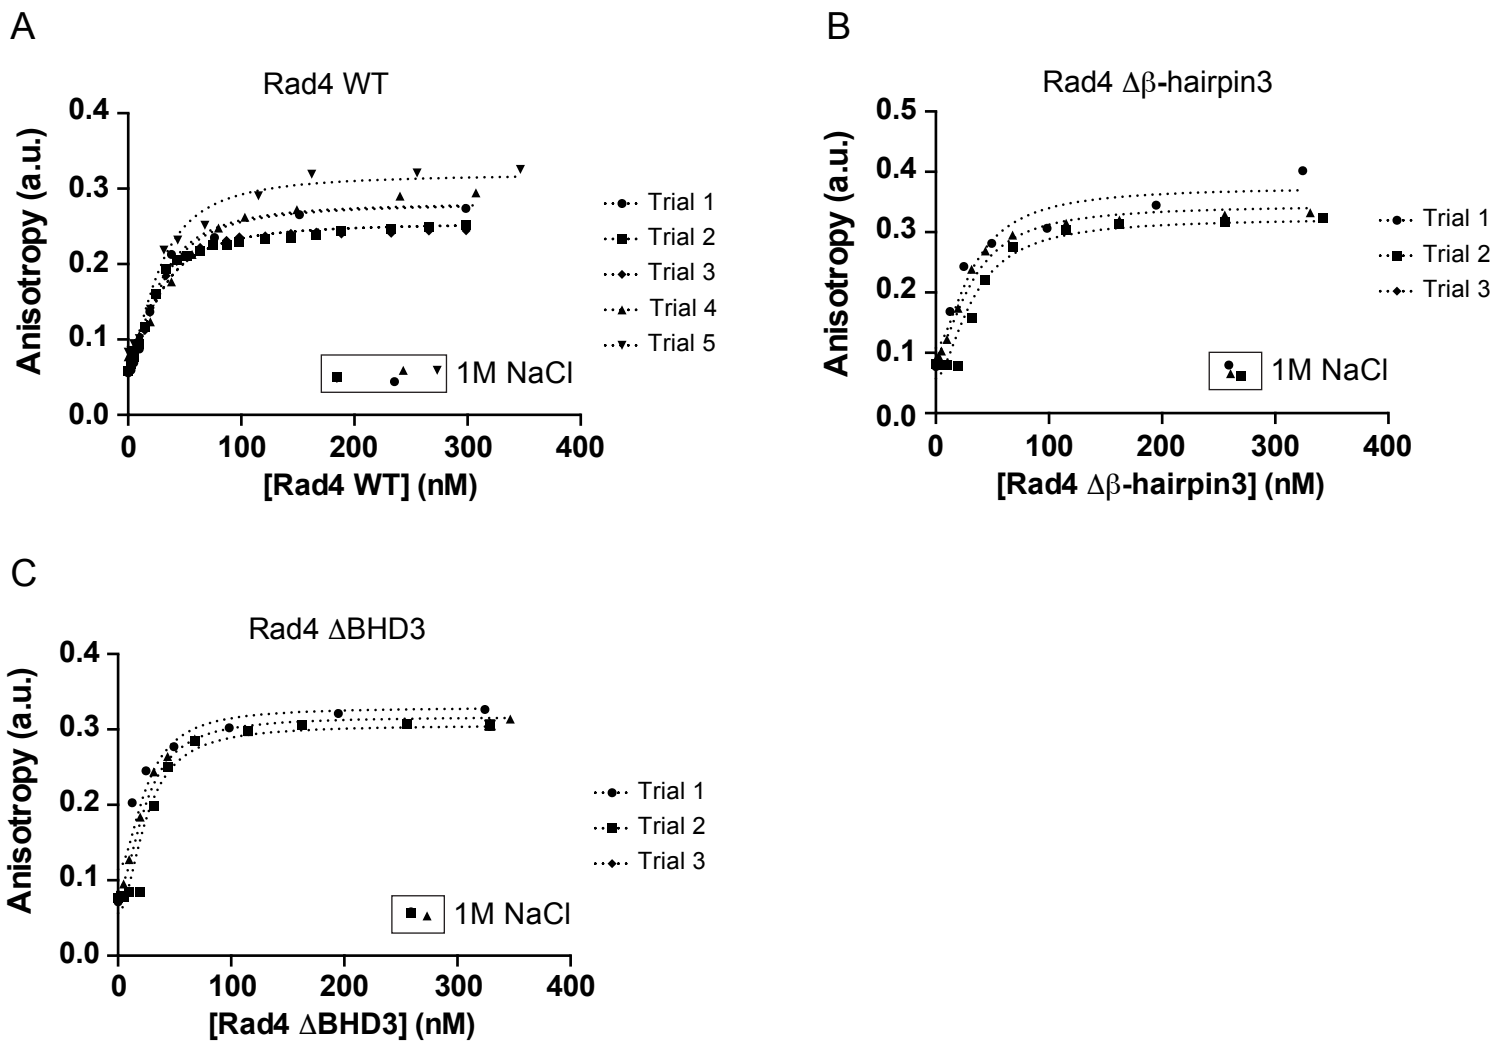 A
Rad4 WT
0.4
0.3
0.2
0.1
0.0
Anisotropy (a.u.)
0 100 200 300 400
[Rad4 WT] (nM)
Trial 1
Trial 2
Trial 3
Trial 4
Trial 5
1M NaCl
B
Rad4 Δβ-hairpin3
0.5
0.4
0.3
0.2
0.1
0.0
Anisotropy (a.u.)
0 100 200 300 400
[Rad4 Δβ-hairpin3] (nM)
Trial 1
Trial 2
Trial 3
1M NaCl
C
Rad4 ΔBHD3
0.4
0.3
0.2
0.1
0.0
Anisotropy (a.u.)
0 100 200 300 400
[Rad4 ΔBHD3] (nM)
Trial 1
Trial 2
Trial 3
1M NaCl